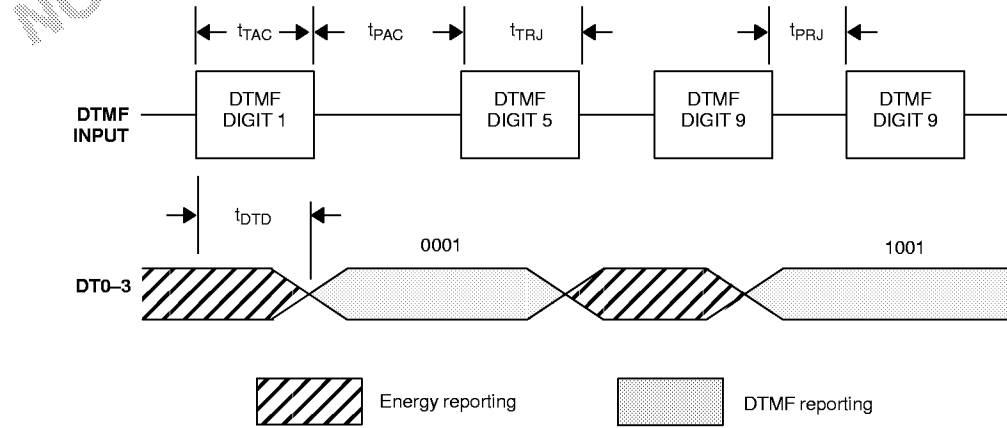 NO
tTAC
tPAC
tTRJ
tPRJ
DTMF
INPUT
DTMF
DIGIT 1
DTMF
DIGIT 5
DTMF
DIGIT 9
DTMF
DIGIT 9
tDTD
0001
1001
DT0–3
Energy reporting
DTMF reporting